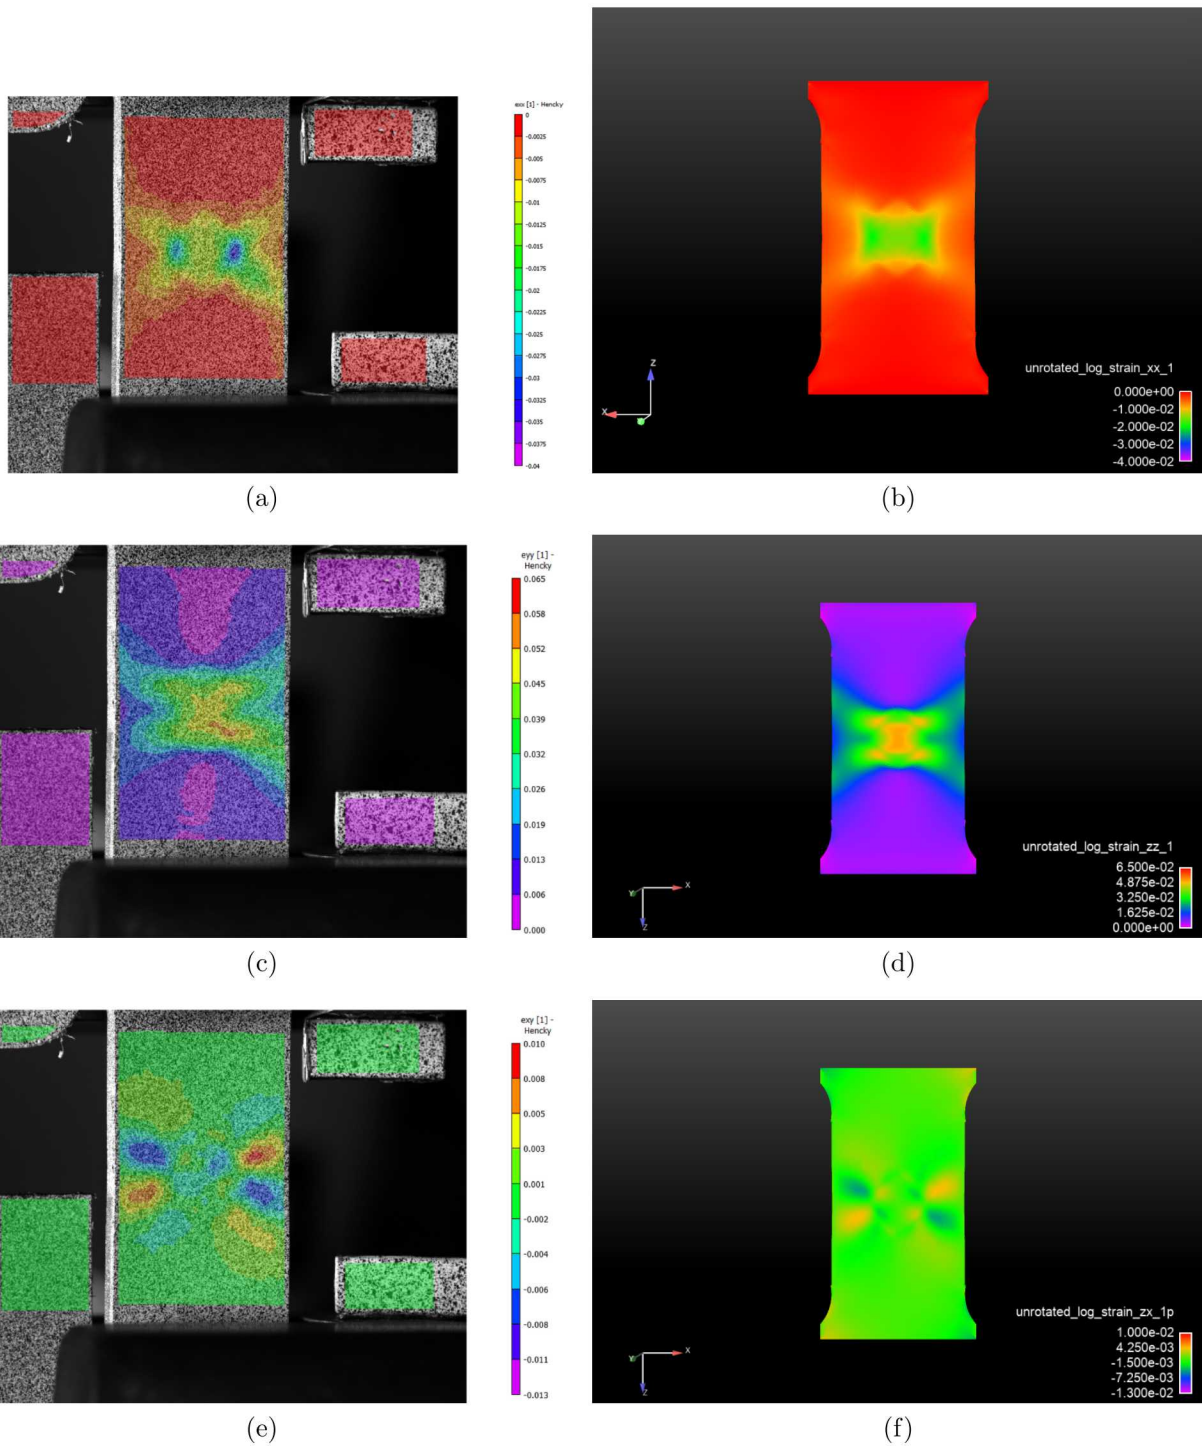 exx [1] - Hencky
0
-0.0025
-0.005
-0.0075
-0.01
-0.0125
-0.015
-0.0175
-0.02
-0.0225
-0.025
-0.0275
-0.03
-0.0325
-0.035
-0.0375
-0.04
Z
X
unrotated_log_strain_xx_1
0.000e+00
-1.000e-02
-2.000e-02
-3.000e-02
-4.000e-02
(a)
(b)
eyy [1] -
Hencky
0.065
0.058
0.052
0.045
0.039
0.032
0.026
0.019
0.013
0.006
0.000
Y
X
Z
unrotated_log_strain_zz_1
6.500e-02
4.875e-02
3.250e-02
1.625e-02
0.000e+00
(c)
(d)
exy [1] -
Hencky
0.010
0.008
0.005
0.003
0.001
-0.002
-0.004
-0.006
-0.008
-0.011
-0.013
Y
X
Z
unrotated_log_strain_zx_1p
1.000e-02
4.250e-03
-1.500e-03
-7.250e-03
-1.300e-02
(e)
(f)